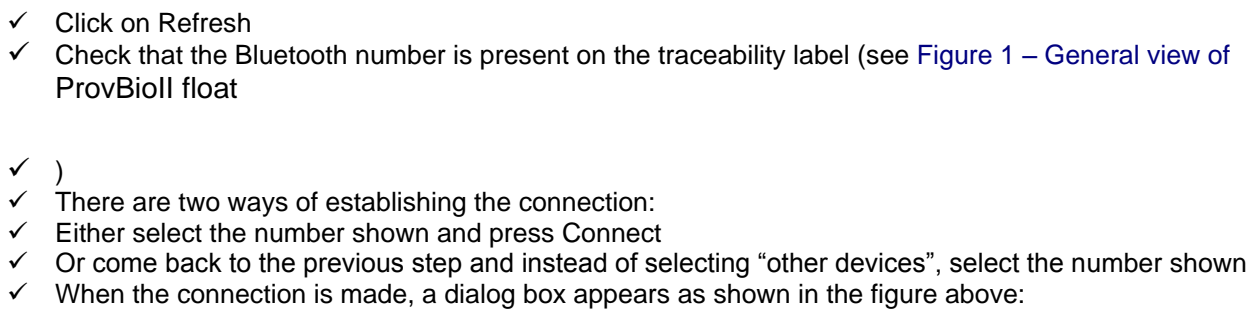 ✓ Click on Refresh
✓ Check that the Bluetooth number is present on the traceability label (see Figure 1 – General view of
ProvBioII float
✓ )
✓ There are two ways of establishing the connection:
✓ Either select the number shown and press Connect
✓ Or come back to the previous step and instead of selecting “other devices”, select the number shown
✓ When the connection is made, a dialog box appears as shown in the figure above: